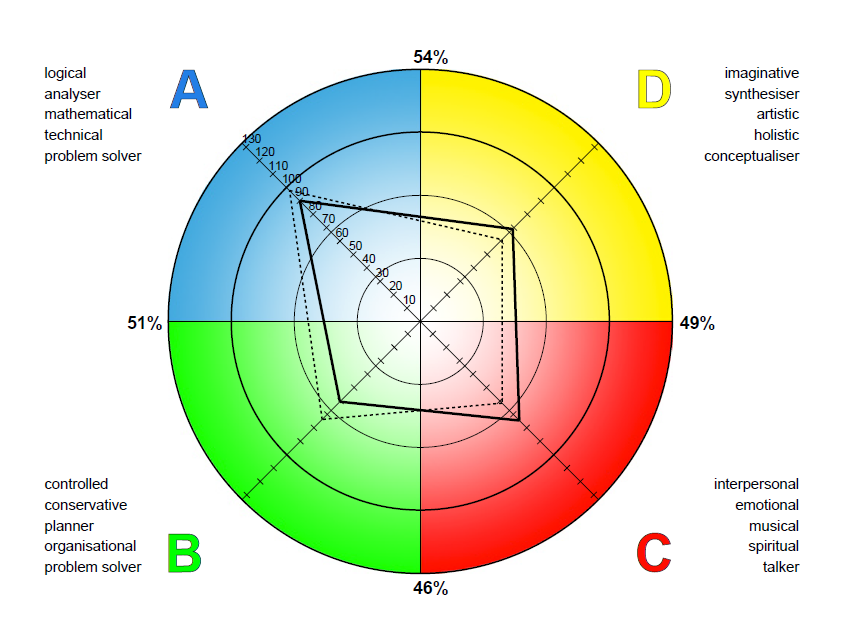 54%
logical
analyser
mathematical
technical
problem solver
A
D
imaginative
synthesiser
artistic
holistic
conceptualiser
130
120
110
100
90
80
70
60
50
40
30
20
10
51%
49%
controlled
conservative
planner
organisational
problem solver
B
C
interpersonal
emotional
musical
spiritual
talker
46%